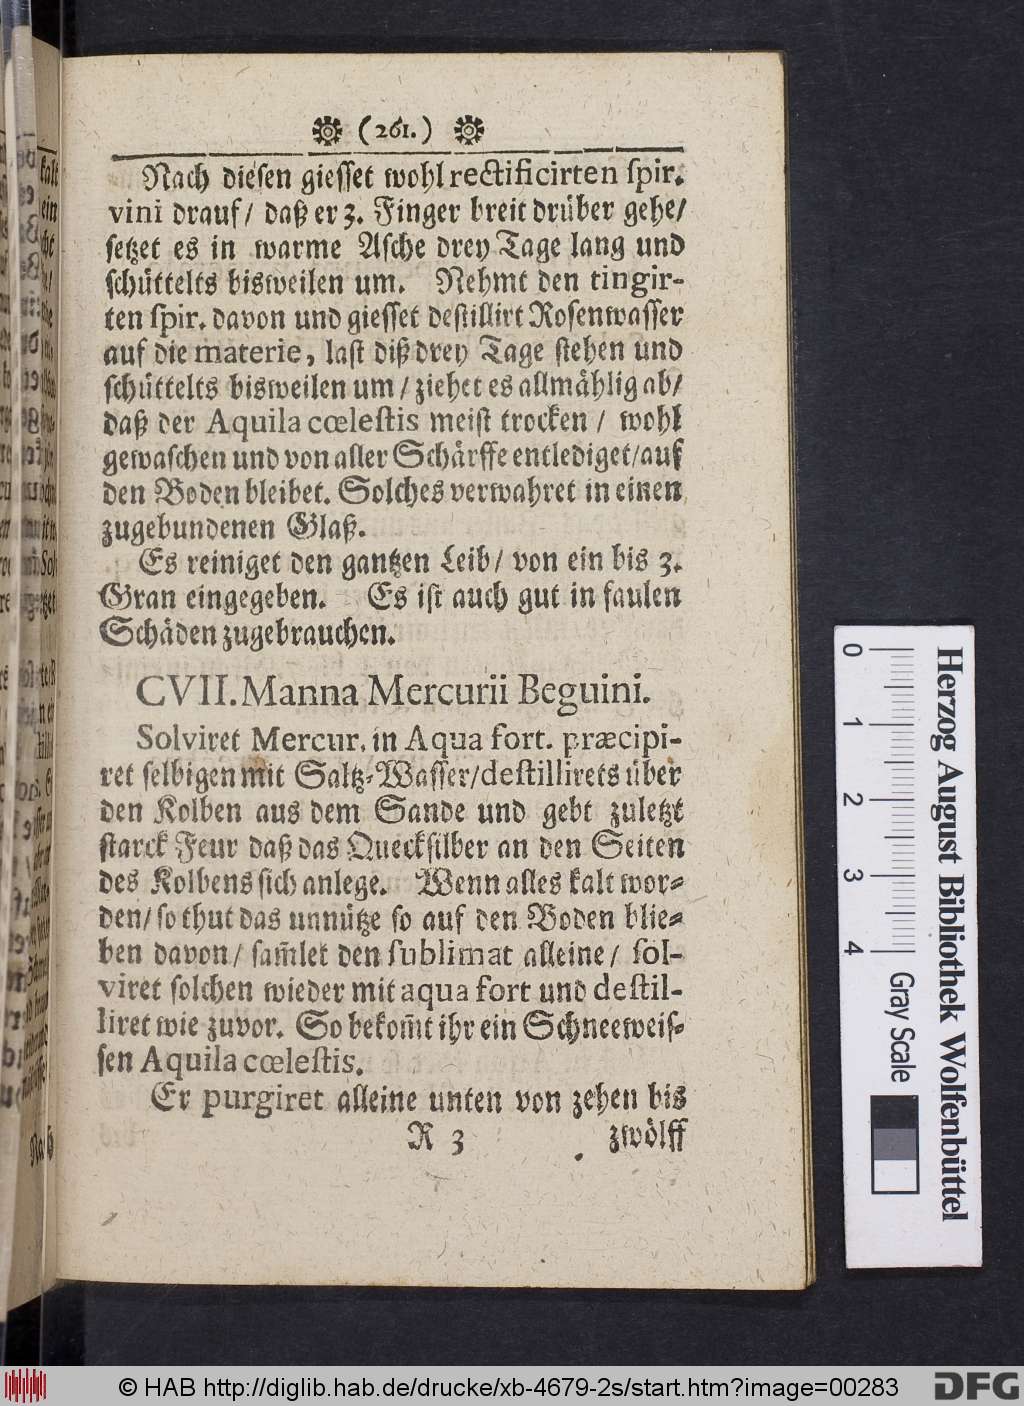 (261.)
Nach diesen giesset wohl rectificirten spir.
vini drauf/ daß er 3. Finger breit drüber gehe/
setzet es in warme Asche drey Tage lang und
schüttelts bisweilen um. Nehmt den tingir-
ten spir. davon und giesset destillirt Rosenwasser
auf die materie, last diß drey Tage stehen und
schüttelts bisweilen um / ziehet es allmählig ab/
daß der Aquila cœlestis meist trocken / wohl
gewaschen und von aller Schärffe entlediget/auf
den Boden bleibet. Solches verwahret in einen
zugebundenen Glaß.
Es reiniget den gantzen Leib/ von ein bis 3.
Gran eingegeben. Es ist auch gut in faulen
Schäden zugebrauchen.
CVII. Manna Mercurii Beguini.
Solviret Mercur. in Aqua fort. præcipi-
ret selbigen mit Saltz-Wasser/destillirets über
den Kolben aus dem Sande und gebt zuletzt
starck Feur daß das Quecksilber an den Seiten
des Kolbens sich anlege. Wenn alles kalt wor-
den/ so thut das unnütze so auf den Boden blie-
ben davon/ sam̄let den sublimat alleine/ sol-
viret solchen wieder mit aqua fort und destil-
liret wie zuvor. So bekom̄t ihr ein Schneeweis-
sen Aquila cœlestis.
Er purgiret alleine unten von zehen bis
R 3 zwölff
Herzog August Bibliothek Wolfenbüttel
0 1 2 3 4
Gray Scale
© HAB http://diglib.hab.de/drucke/xb-4679-2s/start.htm?image=00283
DFG